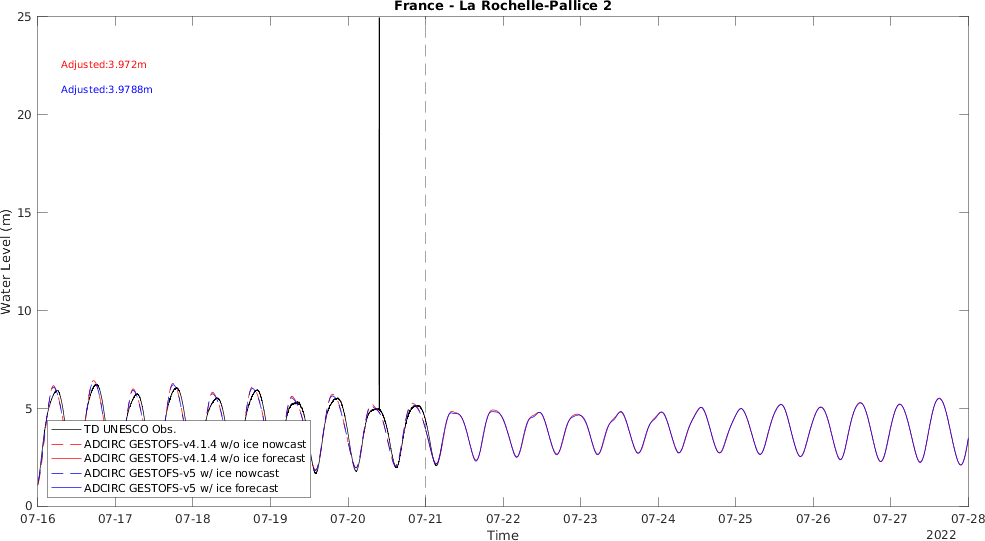 France - La Rochelle-Pallice 2
25
20
15
10
5
0
Water Level (m)
Adjusted:3.972m
Adjusted:3.9788m
TD UNESCO Obs.
ADCIRC GESTOFS-v4.1.4 w/o ice nowcast
ADCIRC GESTOFS-v4.1.4 w/o ice forecast
ADCIRC GESTOFS-v5 w/ ice nowcast
ADCIRC GESTOFS-v5 w/ ice forecast
07-16 07-17 07-18 07-19 07-20 07-21 07-22 07-23 07-24 07-25 07-26 07-27 07-28
Time
2022